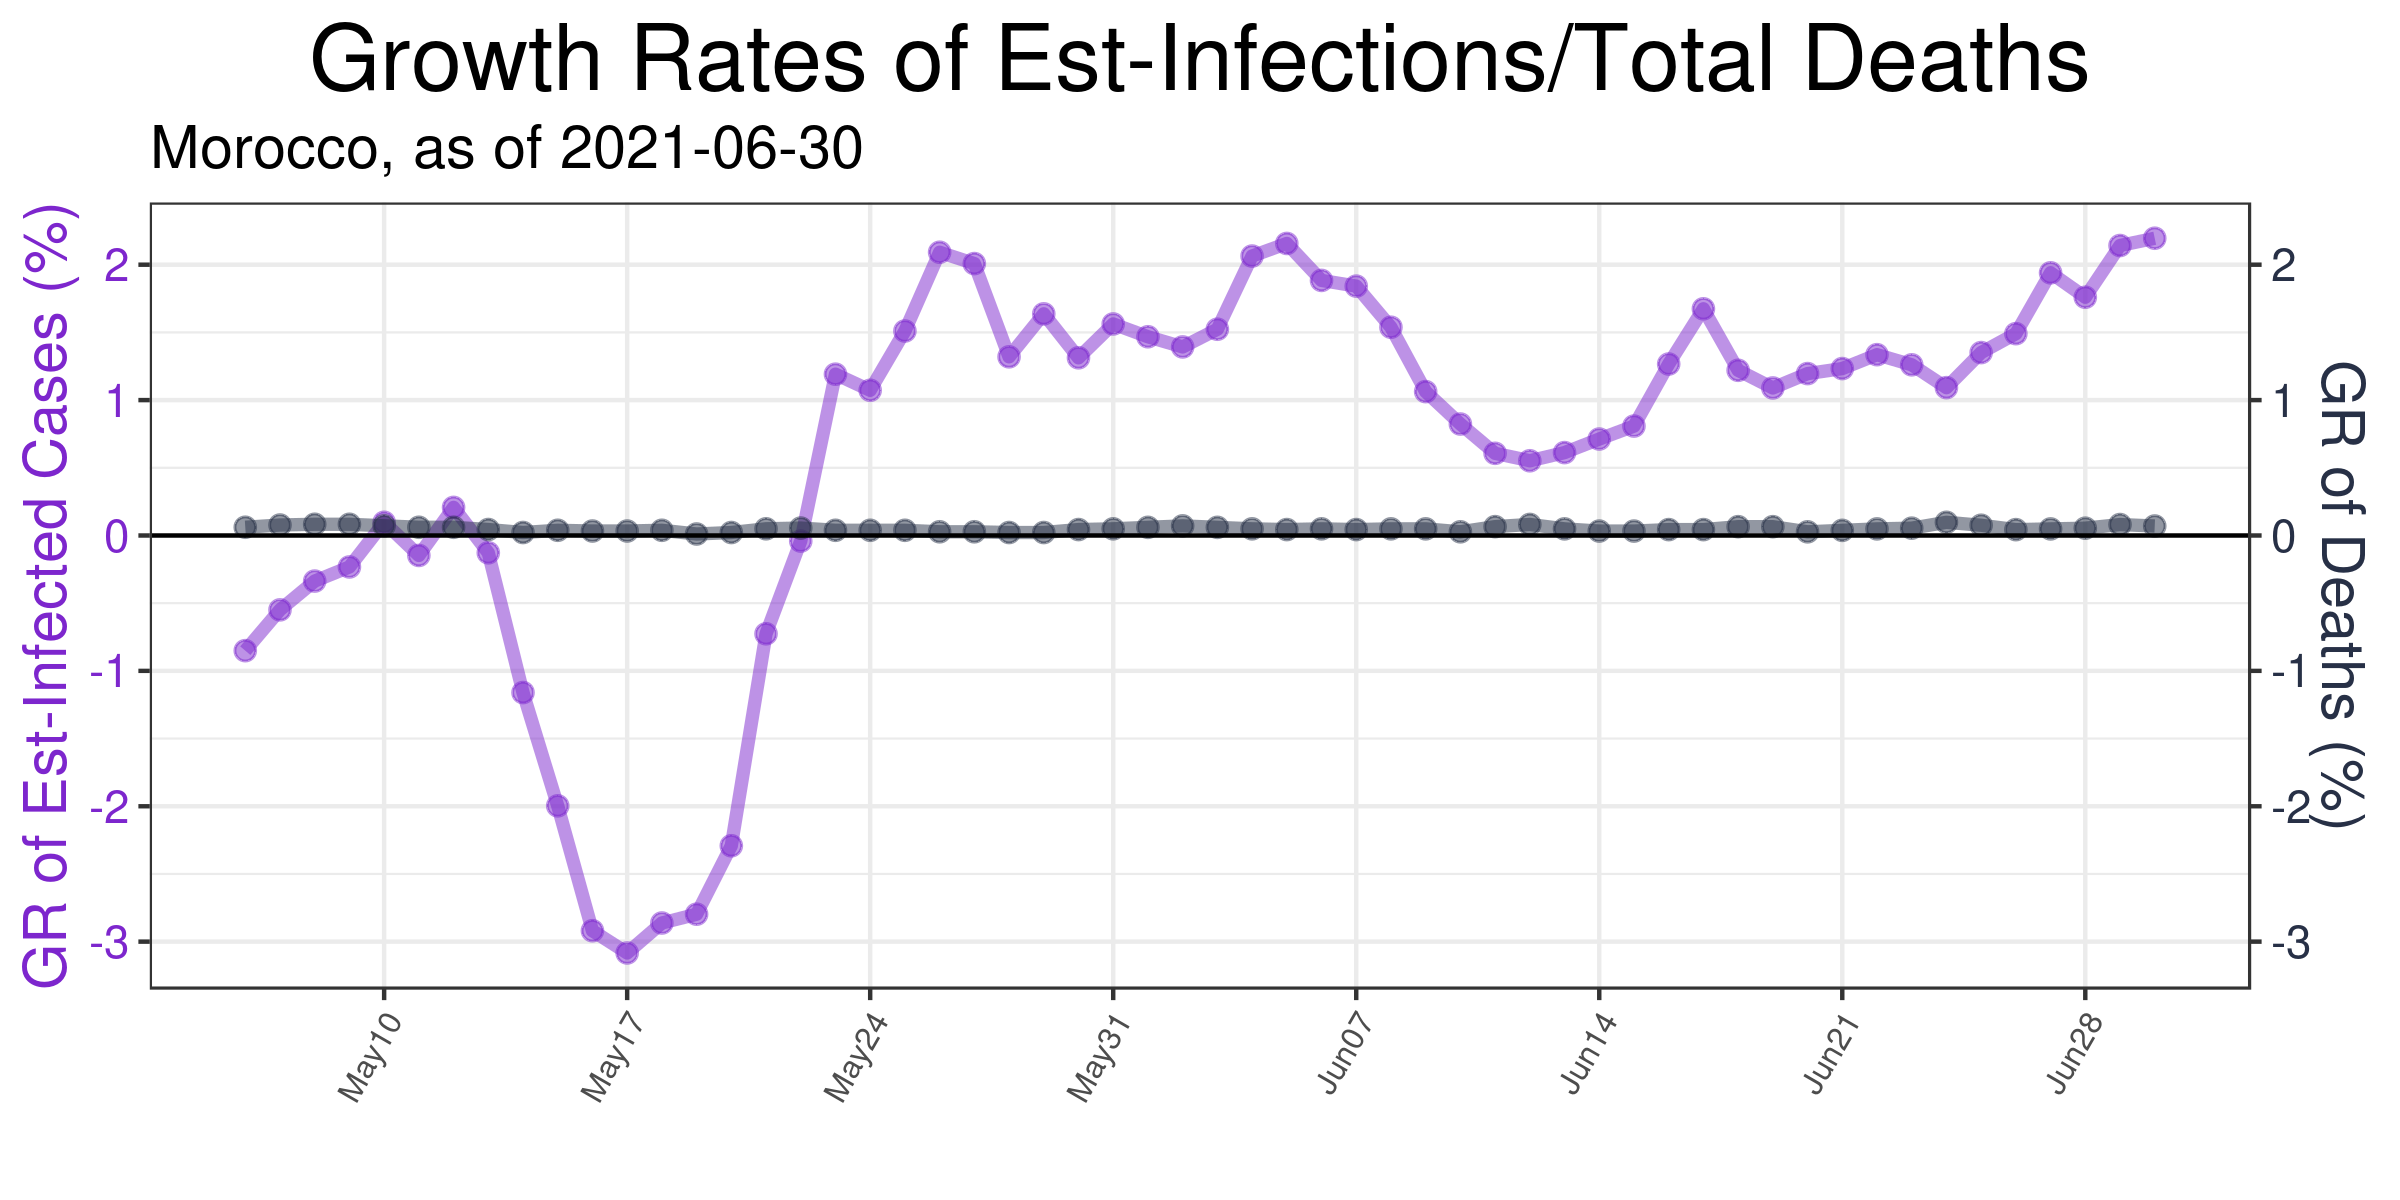 Growth Rates of Est-Infections/Total Deaths
Morocco, as of 2021-06-30
GR of Est-Infected Cases (%)
2
1
0
-1
-2
-3
2
1
0
-1
-2
-3
GR of Deaths (%)
May10
May17
May24
May31
Jun07
Jun14
Jun21
Jun28